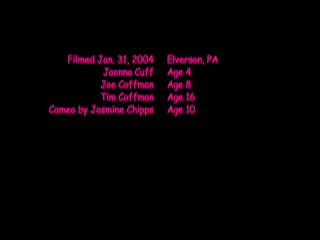 Filmed Jan. 31, 2004 Elverson, PA
Joanna Cuff Age 4
Joe Coffman Age 8
Tim Coffman Age 16
Cameo by Jasmine Chipps Age 10